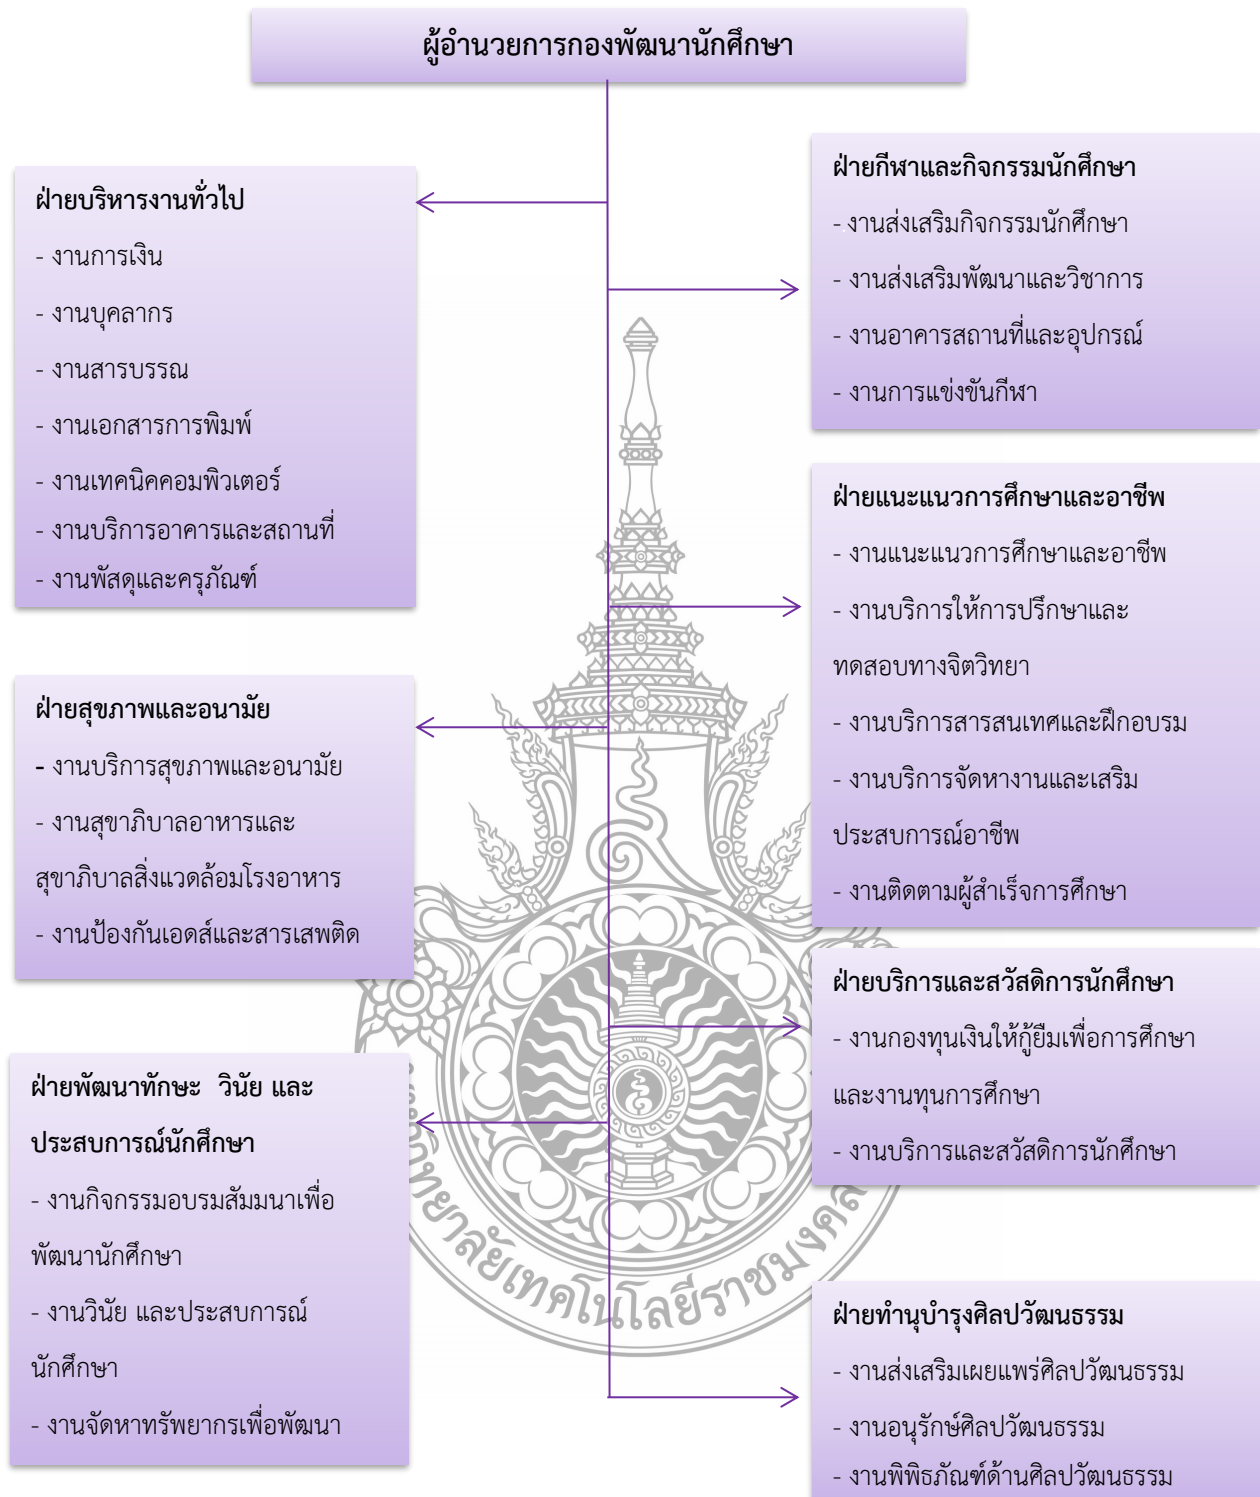 ผู้อำนวยการกองพัฒนานักศึกษา
ฝ่ายบริหารงานทั่วไป
- งานการเงิน
- งานบุคลากร
- งานสารบรรณ
- งานเอกสารการพิมพ์
- งานเทคนิคคอมพิวเตอร์
- งานบริการอาคารและสถานที่
- งานพัสดุและครุภัณฑ์
ฝ่ายสุขภาพและอนามัย
- งานบริการสุขภาพและอนามัย
- งานสุขาภิบาลอาหารและ
สุขาภิบาลสิ่งแวดล้อมโรงอาหาร
- งานป้องกันเอดส์และสารเสพติด
ฝ่ายพัฒนาทักษะ วินัย และ
ประสบการณ์นักศึกษา
- งานกิจกรรมอบรมสัมมนาเพื่อ
พัฒนานักศึกษา
- งานวินัย และประสบการณ์
นักศึกษา
- งานจัดหาทรัพยากรเพื่อพัฒนา
ฝ่ายกีฬาและกิจกรรมนักศึกษา
- งานส่งเสริมกิจกรรมนักศึกษา
- งานส่งเสริมพัฒนาและวิชาการ
- งานอาคารสถานที่และอุปกรณ์
- งานการแข่งขันกีฬา
ฝ่ายแนะแนวการศึกษาและอาชีพ
- งานแนะแนวการศึกษาและอาชีพ
- งานบริการให้การปรึกษาและ
ทดสอบทางจิตวิทยา
- งานบริการสารสนเทศและฝึกอบรม
- งานบริการจัดหางานและเสริม
ประสบการณ์อาชีพ
- งานติดตามผู้สำเร็จการศึกษา
ฝ่ายบริการและสวัสดิการนักศึกษา
- งานกองทุนเงินให้กู้ยืมเพื่อการศึกษา
และงานทุนการศึกษา
- งานบริการและสวัสดิการนักศึกษา
ฝ่ายทำนุบำรุงศิลปวัฒนธรรม
- งานส่งเสริมเผยแพร่ศิลปวัฒนธรรม
- งานอนุรักษ์ศิลปวัฒนธรรม
- งานพิพิธภัณฑ์ด้านศิลปวัฒนธรรม
วิทยาลัยเทคโนโลยีราชมงคล